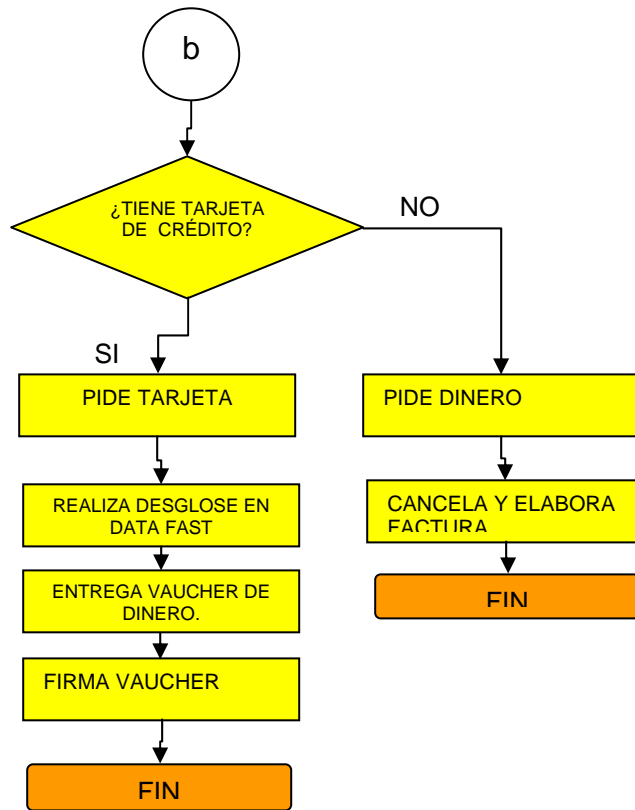 b
¿TIENE TARJETA
DE CRÉDITO?
NO
SI
PIDE TARJETA
PIDE DINERO
REALIZA DESGLOSE EN
DATA FAST
CANCELA Y ELABORA
FACTURA
ENTREGA VAUCHER DE
DINERO.
FIN
FIRMA VAUCHER
FIN